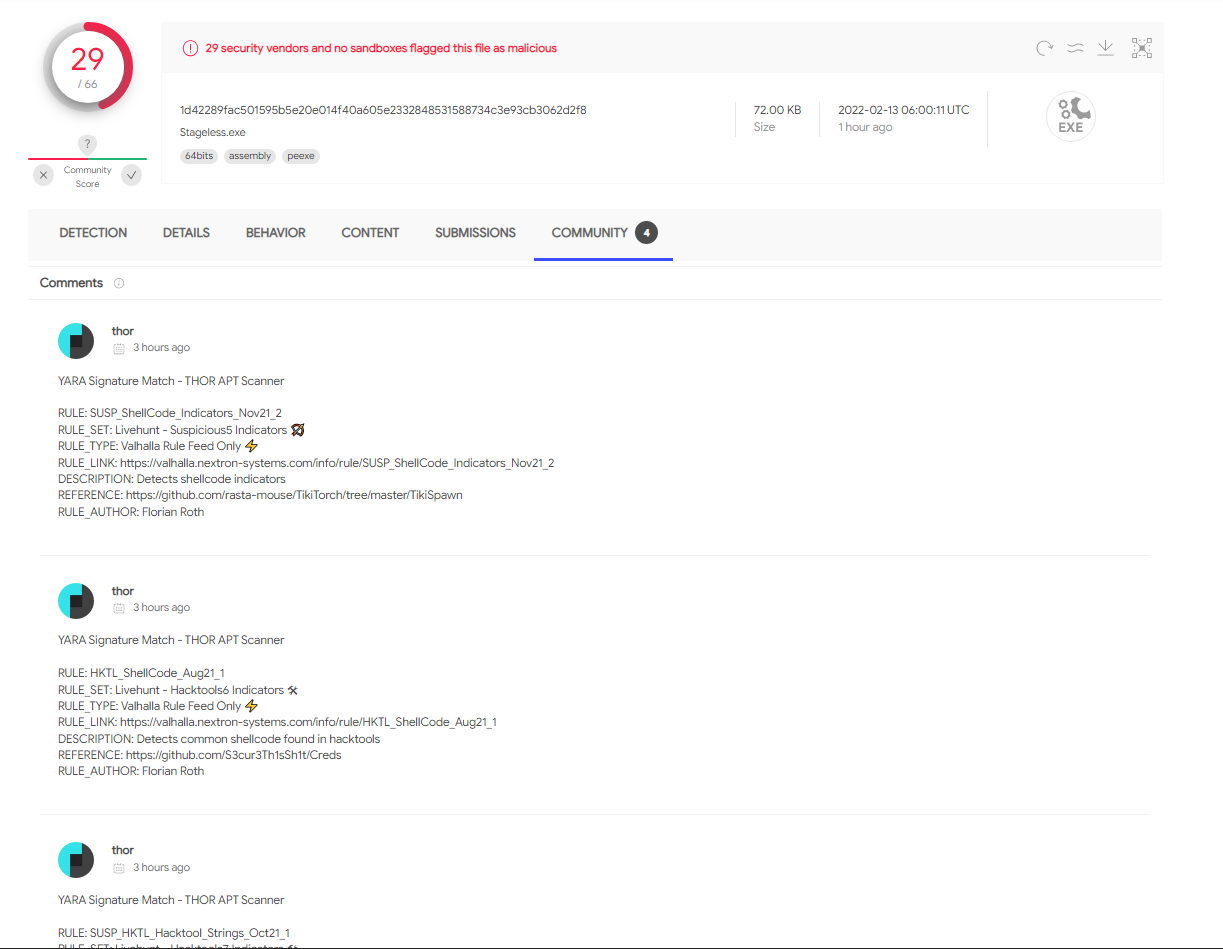 29
/ 66
?
Community
Score
29 security vendors and no sandboxes flagged this file as malicious
1d42289fac501595b5e20e014f40a605e2332848531588734c3e93cb3062d2f8
Stageless.exe
64bits assembly peexe
72.00 KB
Size
2022-02-13 06:00:11 UTC
1 hour ago
EXE
DETECTION DETAILS BEHAVIOR CONTENT SUBMISSIONS COMMUNITY 4
Comments
thor
3 hours ago
YARA Signature Match - THOR APT Scanner
RULE: SUSP_ShellCode_Indicators_Nov21_2
RULE_SET: Livehunt - Suspicious5 Indicators
RULE_TYPE: Valhalla Rule Feed Only ⚡
RULE_LINK: https://valhalla.nextron-systems.com/info/rule/SUSP_ShellCode_Indicators_Nov21_2
DESCRIPTION: Detects shellcode indicators
REFERENCE: https://github.com/rasta-mouse/TikiTorch/tree/master/TikiSpawn
RULE_AUTHOR: Florian Roth
thor
3 hours ago
YARA Signature Match - THOR APT Scanner
RULE: HKTL_ShellCode_Aug21_1
RULE_SET: Livehunt - Hacktools6 Indicators 🛠
RULE_TYPE: Valhalla Rule Feed Only ⚡
RULE_LINK: https://valhalla.nextron-systems.com/info/rule/HKTL_ShellCode_Aug21_1
DESCRIPTION: Detects common shellcode found in hacktools
REFERENCE: https://github.com/S3cur3Th1sSh1t/Creds
RULE_AUTHOR: Florian Roth
thor
3 hours ago
YARA Signature Match - THOR APT Scanner
RULE: SUSP_HKTL_Hacktool_Strings_Oct21_1
RULE_SET: Livehunt - Hacktools7 Indicators 🛠